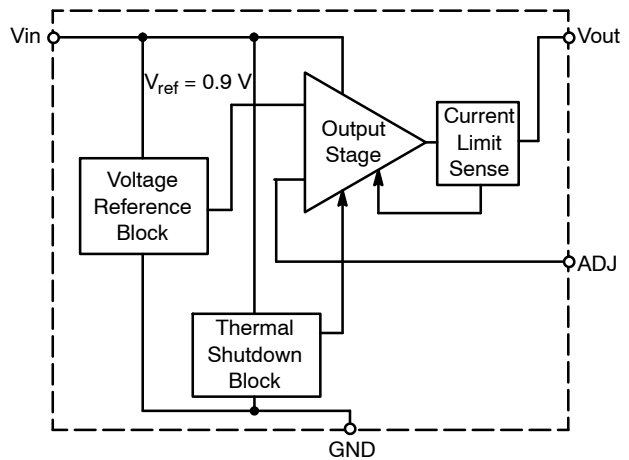 Vin
Vout
Vref = 0.9 V
Output
Stage
Current
Limit
Sense
Voltage
Reference
Block
ADJ
Thermal
Shutdown
Block
GND